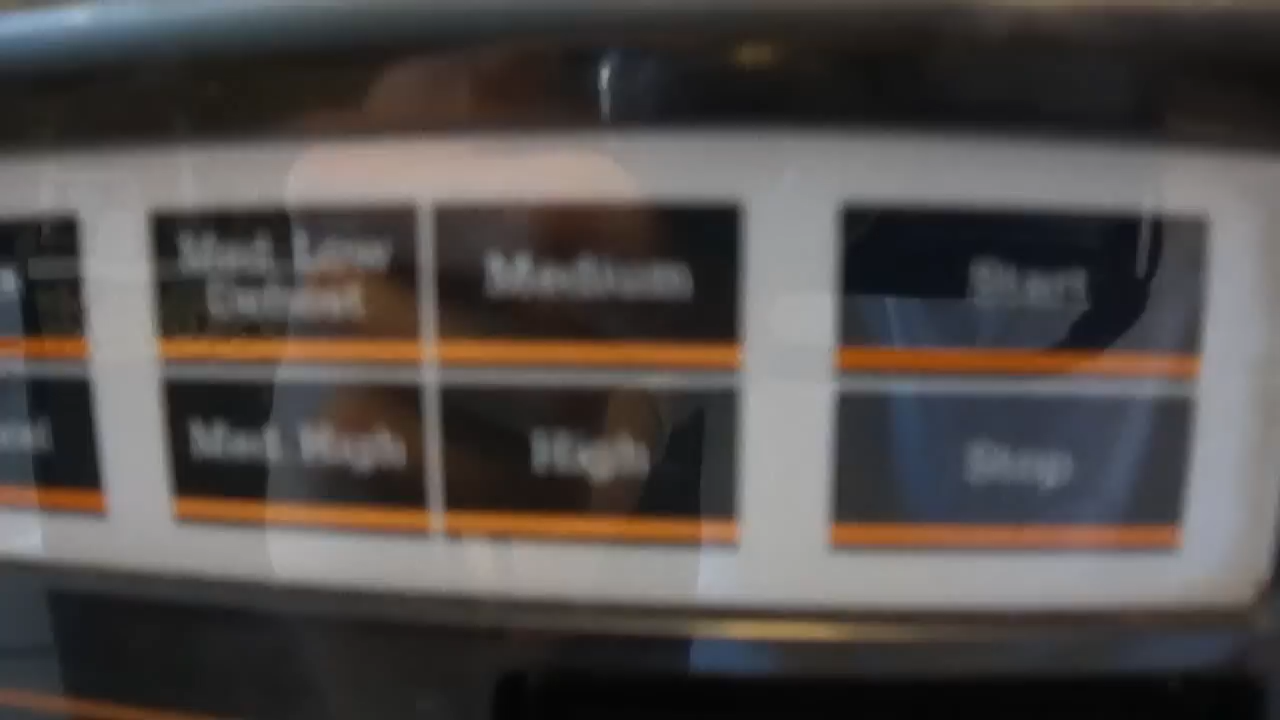 Med. Low
Defrost
Medium
Start
Med. High
High
Stop